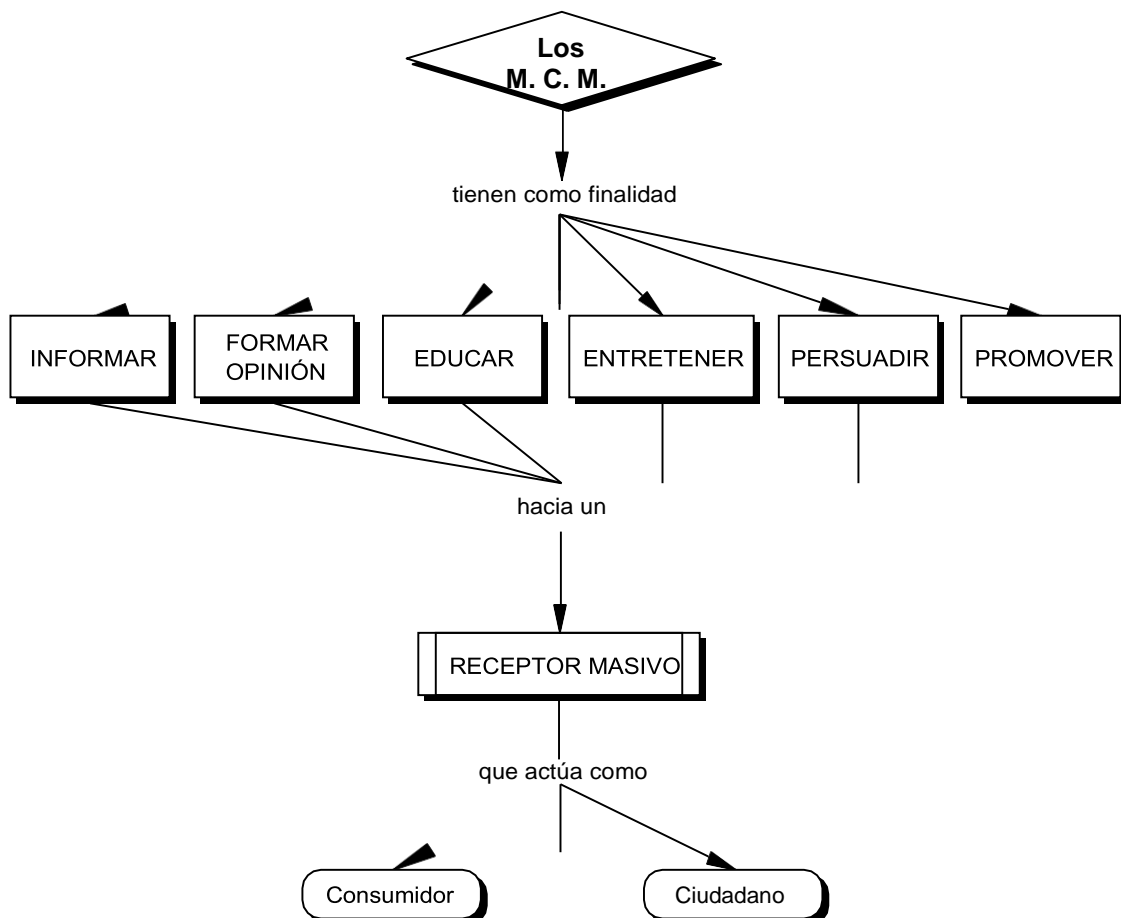 Los
M. C. M.
tienen como finalidad
INFORMAR
FORMAR
OPINIÓN
EDUCAR
ENTRETENER
PERSUADIR
PROMOVER
hacia un
RECEPTOR MASIVO
que actúa como
Consumidor
Ciudadano